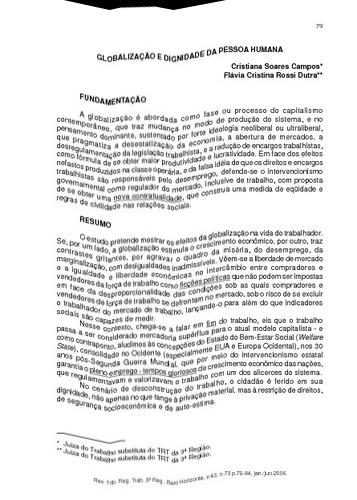 79
GLOBALIZAÇÃO E DIGNIDADE DA PESSOA HUMANA
Cristiana Soares Campos*
Flávia Cristina Rossi Dutra**
FUNDAMENTAÇÃO
A globalização é abordada como fase ou processo do capitalismo
contemporâneo, que traz mudança no modo de produção do sistema, e no
pensamento dominante, sustentado por forte ideologia neoliberal ou ultraliberal,
que pragmatiza a desestatização da economia, a abertura de mercados, a
desregulamentação da legislação trabalhista, e a redução de encargos trabalhistas,
como fórmula de se obter maior produtividade e lucratividade. Em face dos efeitos
nefastos produzidos na classe operária, e da falsa idéia de que os direitos e encargos
trabalhistas são responsáveis pelo desemprego, defende-se o intervencionismo
governamental como regulador do mercado, inclusive de trabalho, com proposta
de se obter uma nova contratualidade, que construa uma medida de eqüidade e
regras de civilidade nas relações sociais.
RESUMO
O estudo pretende mostrar os efeitos da globalização na vida do trabalhador.
Se, por um lado, a globalização estimula o crescimento econômico, por outro, traz
contrastes gritantes, por agravar o quadro da miséria, do desemprego, da
marginalização, com desigualdades inadmissíveis. Vêem-se a liberdade de mercado
e a igualdade e liberdade econômicas no intercâmbio entre compradores e
vendedores da força de trabalho como ficções políticas que não podem ser impostas
em face da desproporcionalidade das condições sob as quais compradores e
vendedores da força de trabalho se defrontam no mercado, sob o risco de se excluir
o trabalhador do mercado de trabalho, lançando-o para além do que indicadores
sociais são capazes de medir.
Nesse contexto, chega-se a falar em fim do trabalho, eis que o trabalho
passa a ser considerado mercadoria supérflua para o atual modelo capitalista - e
como contraponto, aludimos às concepções do Estado do Bem-Estar Social (Welfare
State), consolidado no Ocidente (especialmente EUA e Europa Ocidental), nos 30
anos pós-Segunda Guerra Mundial, que por meio do intervencionismo estatal
garantia o pleno emprego - tempos gloriosos de crescimento econômico das nações,
que regulamentavam e valorizavam o trabalho com um dos alicerces do sistema.
No cenário de desconstrução do trabalho, o cidadão é ferido em sua
dignidade, não apenas no que tange à privação material, mas à restrição de direitos,
de segurança socioeconômica e de auto-estima.
* Juíza do Trabalho substituta do TRT da 3ª Região.
** Juíza do Trabalho substituta do TRT da 3ª Região.
Rev. Trib. Reg. Trab. 3ª Reg., Belo Horizonte, v.43, n.73 p.79-94, jan./jun.2006